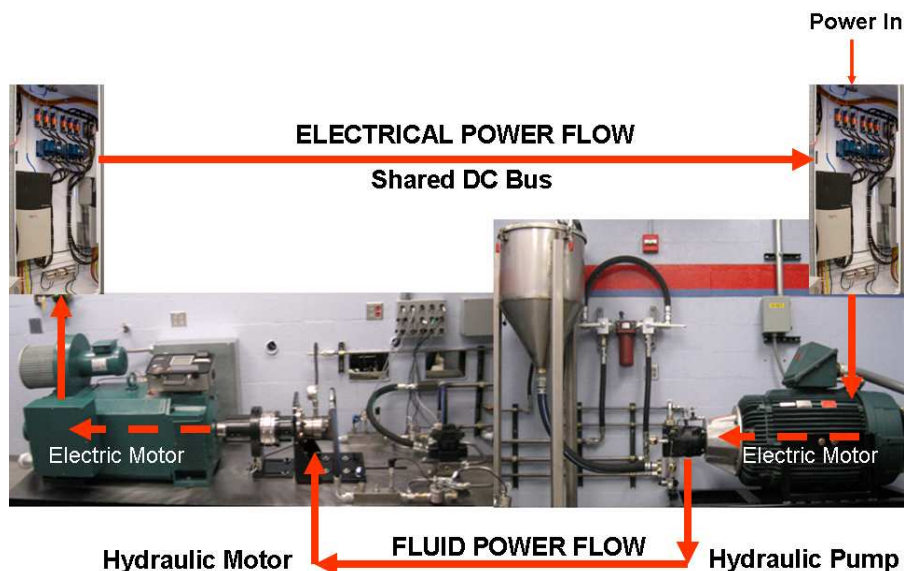 Power In
ELECTRICAL POWER FLOW
Shared DC Bus
Electric Motor
Electric Motor
FLUID POWER FLOW
Hydraulic Motor
Hydraulic Pump